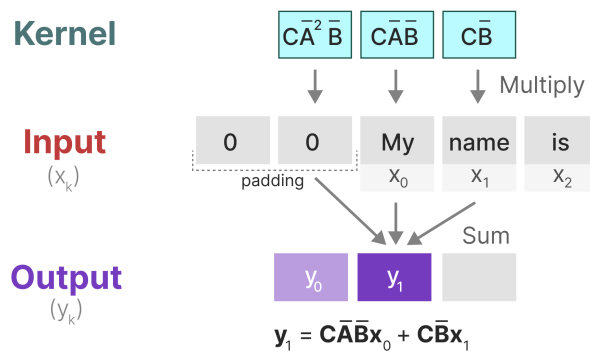 Kernel
CA̅² B̅
CA̅B̅
CB̅
Multiply
Input
(xₖ)
0
0
My
name
is
padding
x₀
x₁
x₂
Sum
Output
(yₖ)
y₀
y₁
y₁ = CA̅B̅x₀ + CB̅x₁